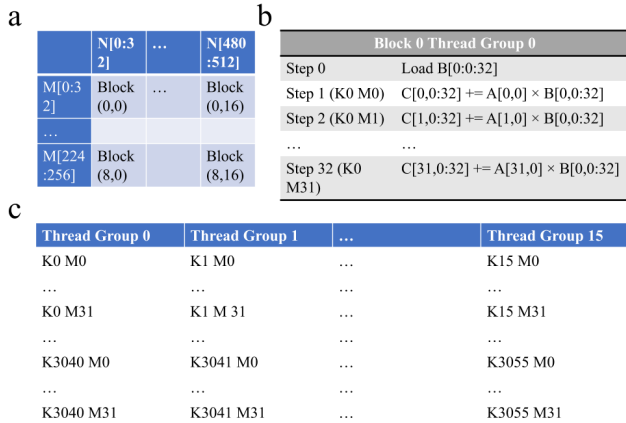 a
N[0:3 … N[480
2] :512]
M[0:3 Block … Block
2] (0,0) (0,16)
…
M[224 Block Block
:256] (8,0) (8,16)
b
Block 0 Thread Group 0
Step 0 Load B[0:0:32]
Step 1 (K0 M0) C[0,0:32] += A[0,0] × B[0,0:32]
Step 2 (K0 M1) C[1,0:32] += A[1,0] × B[0,0:32]
… …
Step 32 (K0 C[31,0:32] += A[31,0] × B[0,0:32]
M31)
c
Thread Group 0 Thread Group 1 … Thread Group 15
K0 M0 K1 M0 … K15 M0
… … … …
K0 M31 K1 M 31 … K15 M31
… … … …
K3040 M0 K3041 M0 … K3055 M0
… … … …
K3040 M31 K3041 M31 … K3055 M31